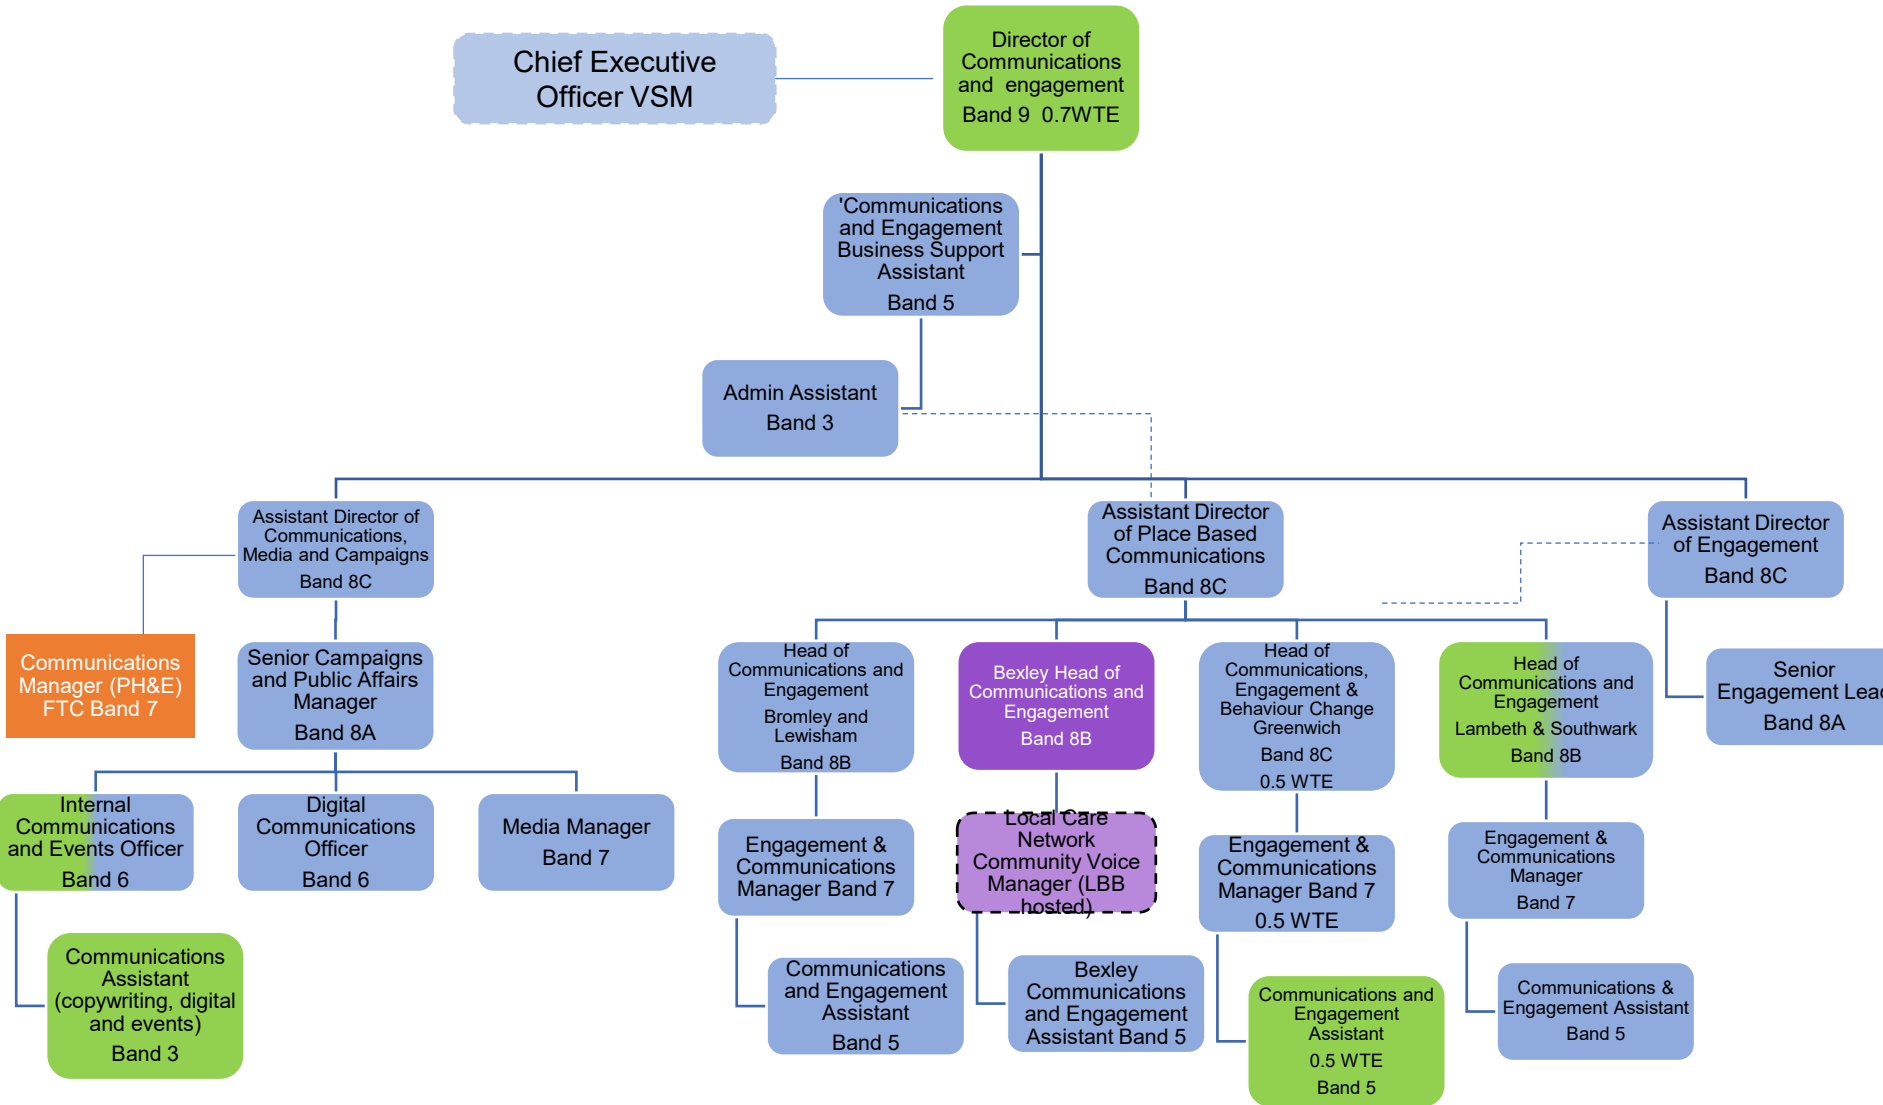 Chief Executive
Officer VSM
Director of
Communications
and  engagement
Band 9  0.7WTE
'Communications
and Engagement
Business Support
Assistant
Band 5
Admin Assistant
Band 3
Assistant Director of
Communications,
Media and Campaigns
Band 8C
Assistant Director
of Place Based
Communications
Band 8C
Assistant Director
of Engagement
Band 8C
Communications
Manager (PH&E)
FTC Band 7
Senior Campaigns
and Public Affairs
Manager
Band 8A
Head of
Communications and
Engagement
Bromley and
Lewisham
Band 8B
Bexley Head of
Communications and
Engagement
Band 8B
Head of
Communications,
Engagement &
Behaviour Change
Greenwich
Band 8C
0.5 WTE
Head of
Communications and
Engagement
Lambeth & Southwark
Band 8B
Senior
Engagement Lead
Band 8A
Internal
Communications
and Events Officer
Band 6
Digital
Communications
Officer
Band 6
Media Manager
Band 7
Engagement &
Communications
Manager Band 7
Local Care
Network
Community Voice
Manager (LBB
hosted)
Engagement &
Communications
Manager Band 7
0.5 WTE
Engagement &
Communications
Manager
Band 7
Communications
Assistant
(copywriting, digital
and events)
Band 3
Communications
and Engagement
Assistant
Band 5
Bexley
Communications
and Engagement
Assistant Band 5
Communications and
Engagement
Assistant
0.5 WTE
Band 5
Communications &
Engagement Assistant
Band 5